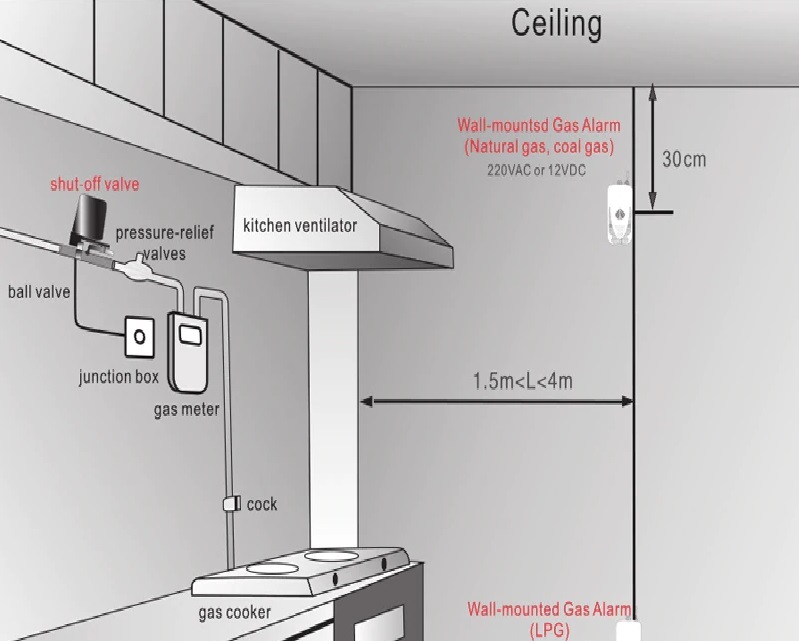 Ceiling
Wall-mountsd Gas Alarm
(Natural gas, coal gas)
220VAC or 12VDC
30cm
shut-off valve
pressure-relief
valves
kitchen ventilator
ball valve
junction box
gas meter
1.5m<L<4m
cock
gas cooker
Wall-mounted Gas Alarm
(LPG)